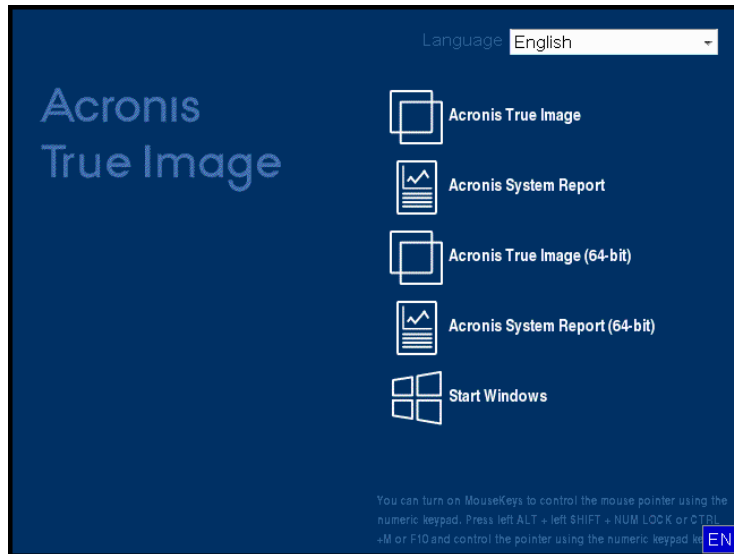 Language English
Acronis
True Image
Acronis True Image
Acronis System Report
Acronis True Image (64-bit)
Acronis System Report (64-bit)
Start Windows
You can turn on MouseKeys to control the mouse pointer using the
numeric keypad. Press left ALT + left SHIFT + NUM LOCK or CTRL
+M or F10 and control the pointer using the numeric keypad
EN